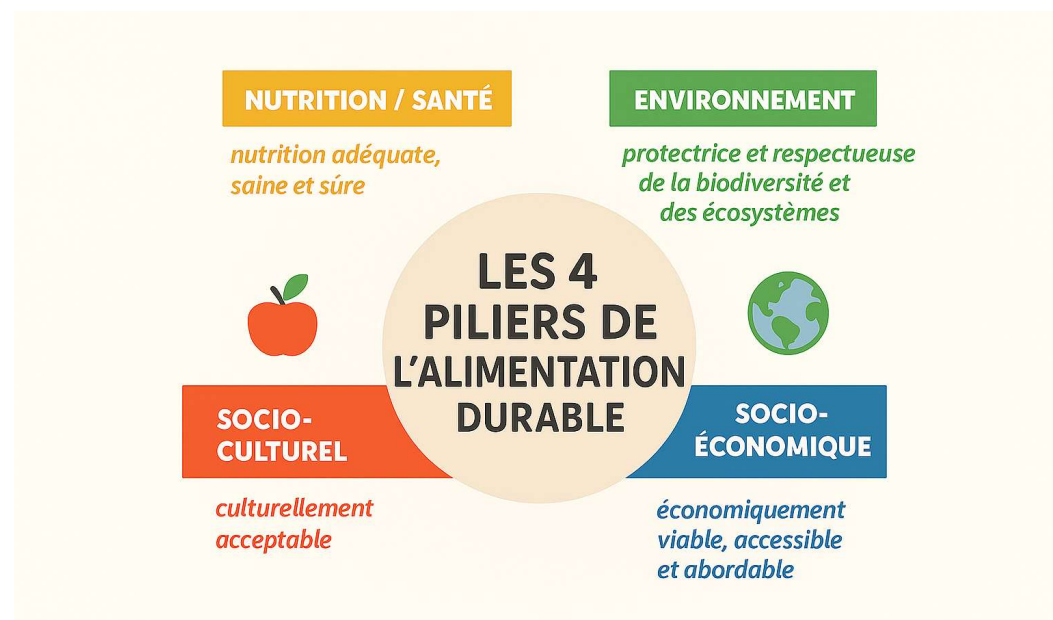 NUTRITION / SANTÉ
nutrition adéquate,
saine et súre
ENVIRONNEMENT
protectrice et respectueuse
de la biodiversité et
des écosystèmes
LES 4
PILIERS DE
L'ALIMENTATION
DURABLE
SOCIO-
CULTUREL
culturellement
acceptable
SOCIO-
ÉCONOMIQUE
économiquement
viable, accessible
et abordable